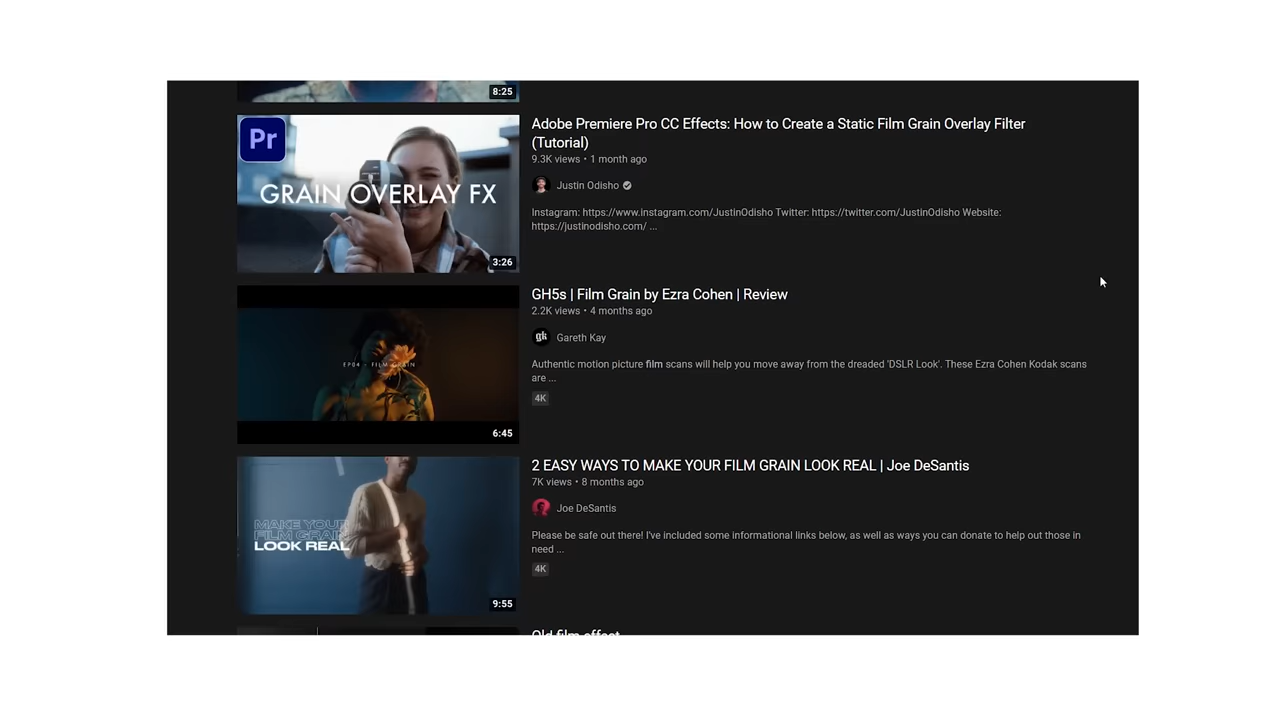 8:25
Pr
GRAIN OVERLAY FX
3:26
Adobe Premiere Pro CC Effects: How to Create a Static Film Grain Overlay Filter
(Tutorial)
9.3K views • 1 month ago
Justin Odisho
Instagram: https://www.instagram.com/JustinOdisho Twitter: https://twitter.com/JustinOdisho Website:
https://justinodisho.com/ ...
EP04 - FILM GRAIN
6:45
GH5s | Film Grain by Ezra Cohen | Review
2.2K views • 4 months ago
gk
Gareth Kay
Authentic motion picture film scans will help you move away from the dreaded 'DSLR Look'. These Ezra Cohen Kodak scans
are ...
4K
MAKE YOUR
FILM GRAIN
LOOK REAL
9:55
2 EASY WAYS TO MAKE YOUR FILM GRAIN LOOK REAL | Joe DeSantis
7K views • 8 months ago
Joe DeSantis
Please be safe out there! I've included some informational links below, as well as ways you can donate to help out those in
need ...
4K
Old film effect